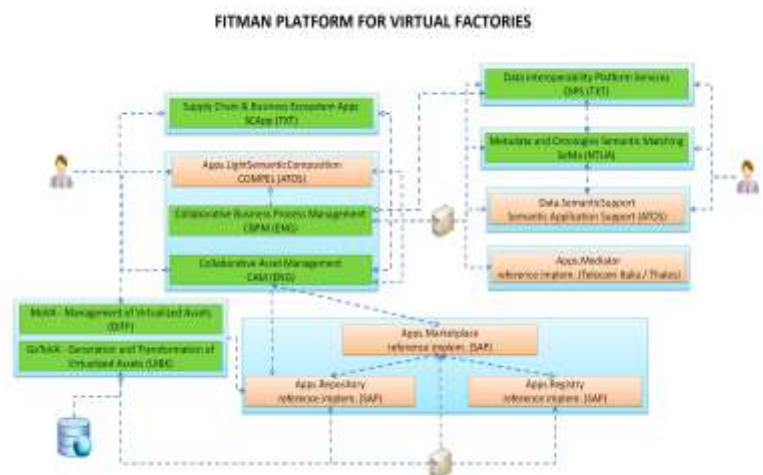 FITMAN PLATFORM FOR VIRTUAL FACTORIES
Data Interoperability Platform Services
DIPS (TXT)
Supply Chain & Business Ecosystem Apps
SCApp (TXT)
Metadata and Ontologies Semantic Matching
SeMa (NTUA)
Apps.LightSemanticComposition
COMPEL (ATOS)
Data.SemanticSupport
Semantic Application Support (ATOS)
Collaborative Business Process Management
CBPM (ENG)
Collaborative Asset Management
CAM (ENG)
Apps.Mediator
reference implem. (Telecom Italia / Thales)
MoVA - Management of Virtualized Assets
(DITF)
GeToVA - Generation and Transformation of
Virtualized Assets (UIBK)
Apps.Marketplace
reference implem. (SAP)
Apps.Repository
reference implem. (SAP)
Apps.Registry
reference implem. (SAP)